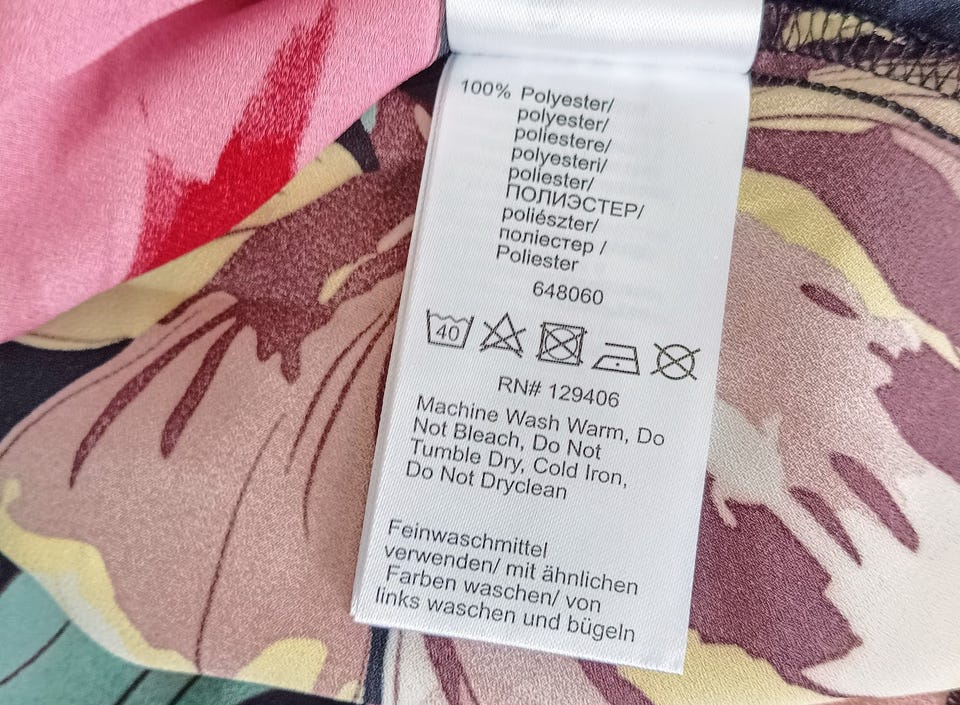 100% Polyester/
polyester/
poliestere/
polyesteri/
poliester/
ПОЛИЭСТЕР/
poliészter/
поліестер /
Poliester
648060
40
RN# 129406
Machine Wash Warm, Do
Not Bleach, Do Not
Tumble Dry, Cold Iron,
Do Not Dryclean
Feinwaschmittel
verwenden/ mit ähnlichen
Farben waschen/ von
links waschen und bügeln